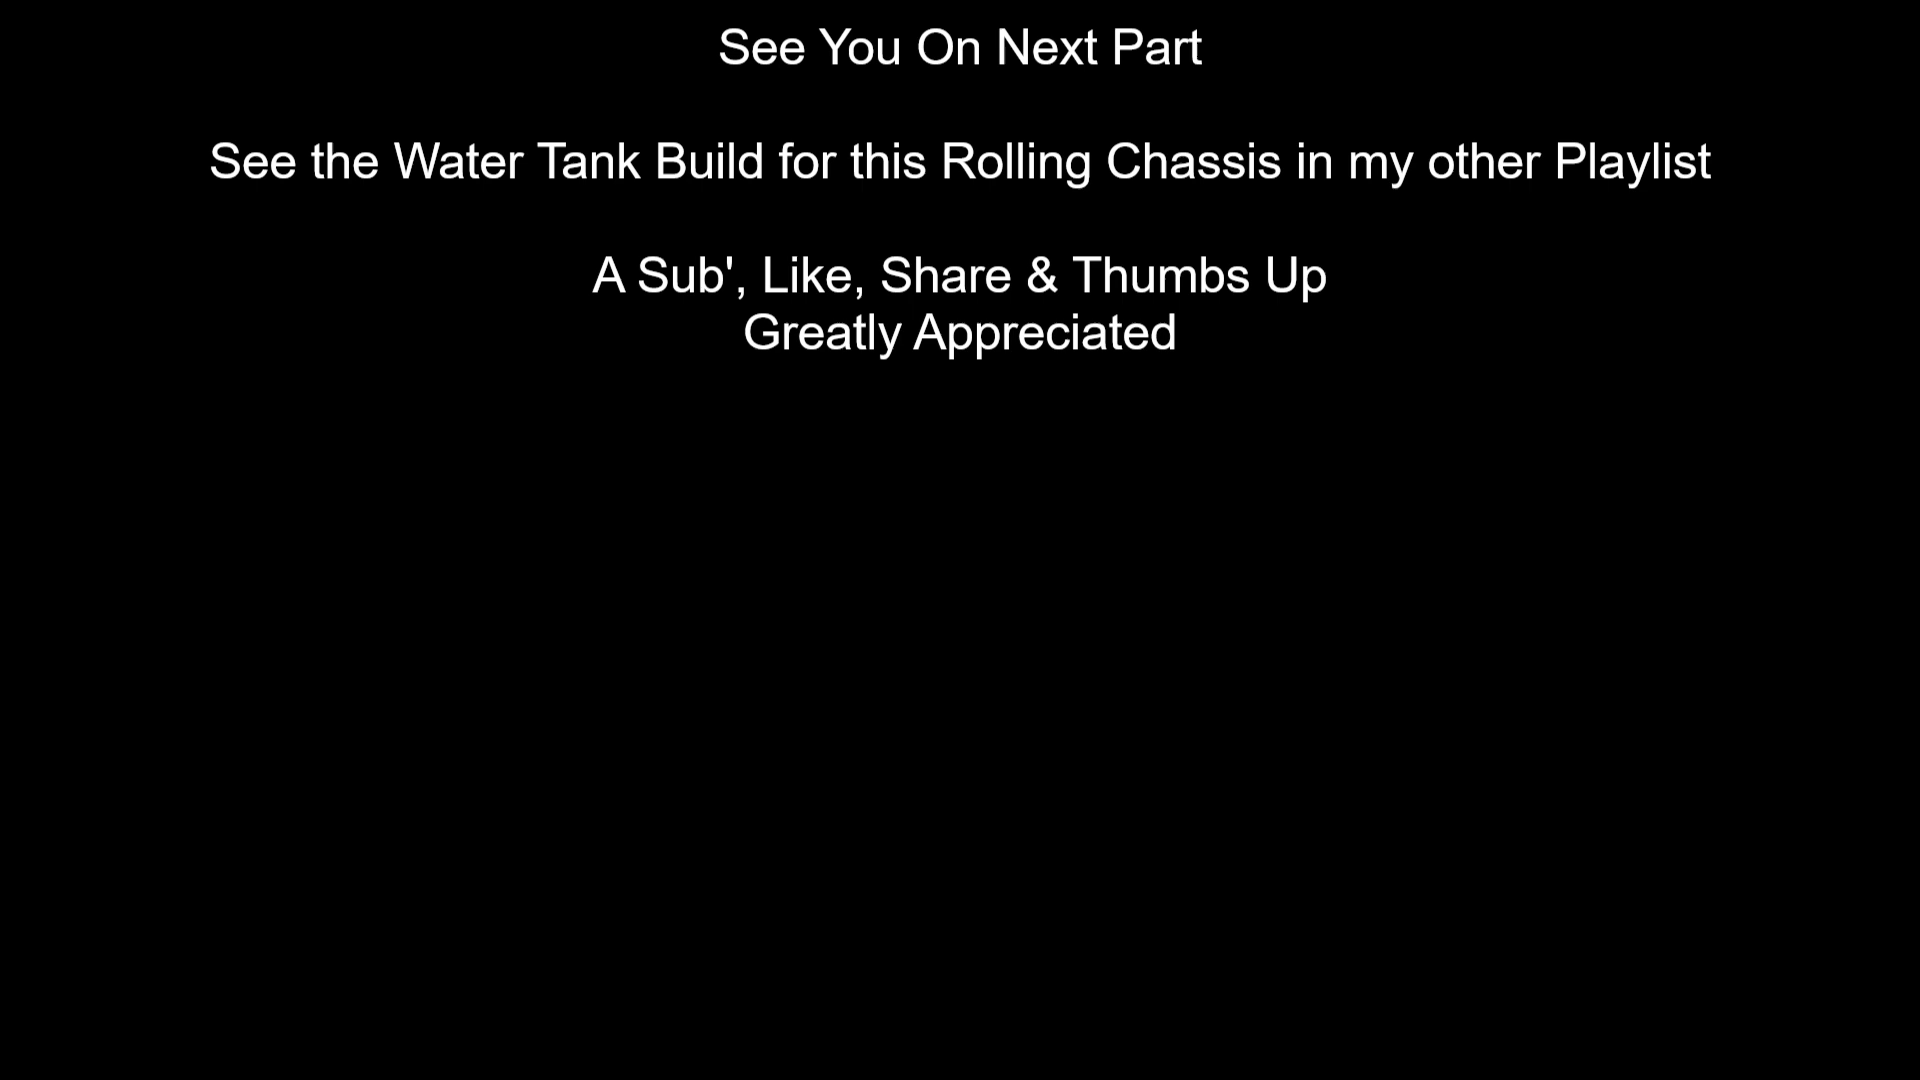 See You On Next Part
See the Water Tank Build for this Rolling Chassis in my other Playlist
A Sub', Like, Share & Thumbs Up
Greatly Appreciated